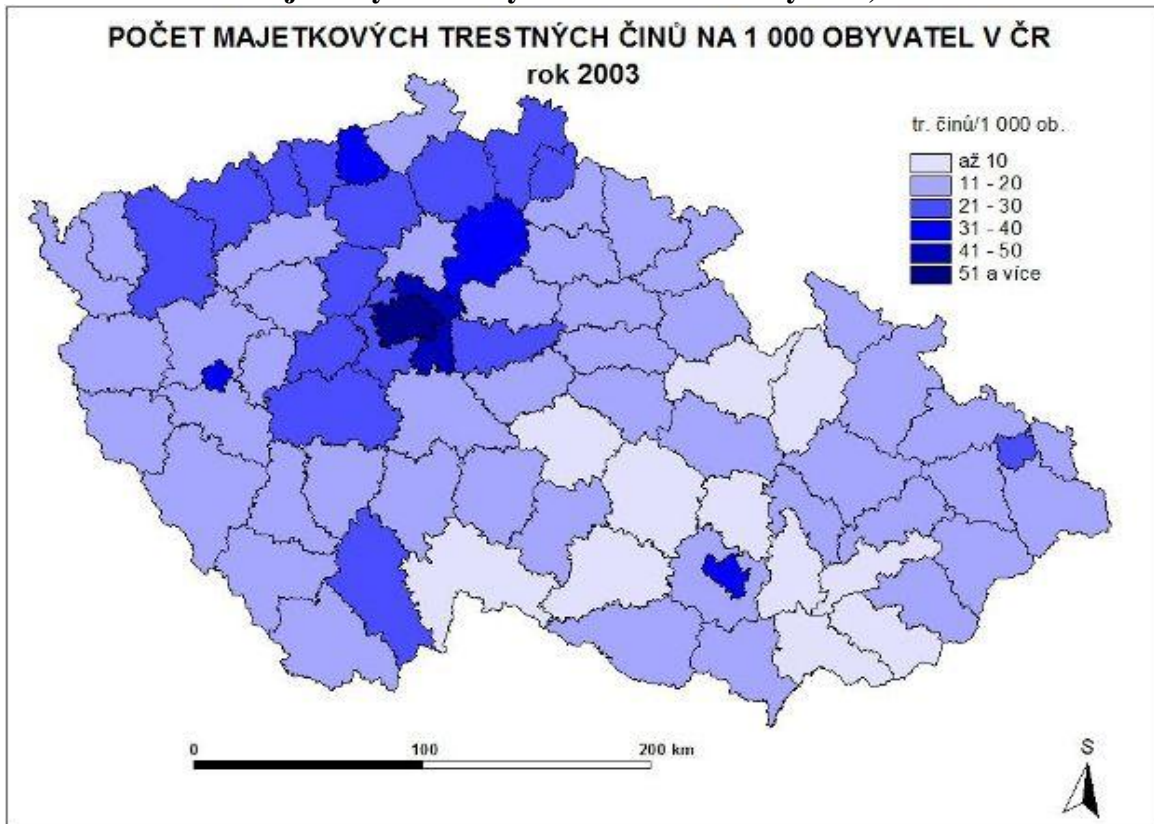 POČET MAJETKOVÝCH TRESTNÝCH ČINŮ NA 1 000 OBYVATEL V ČR
rok 2003
tr. činů/1 000 ob.
až 10
11 - 20
21 - 30
31 - 40
41 - 50
51 a více
0 100 200 km
S